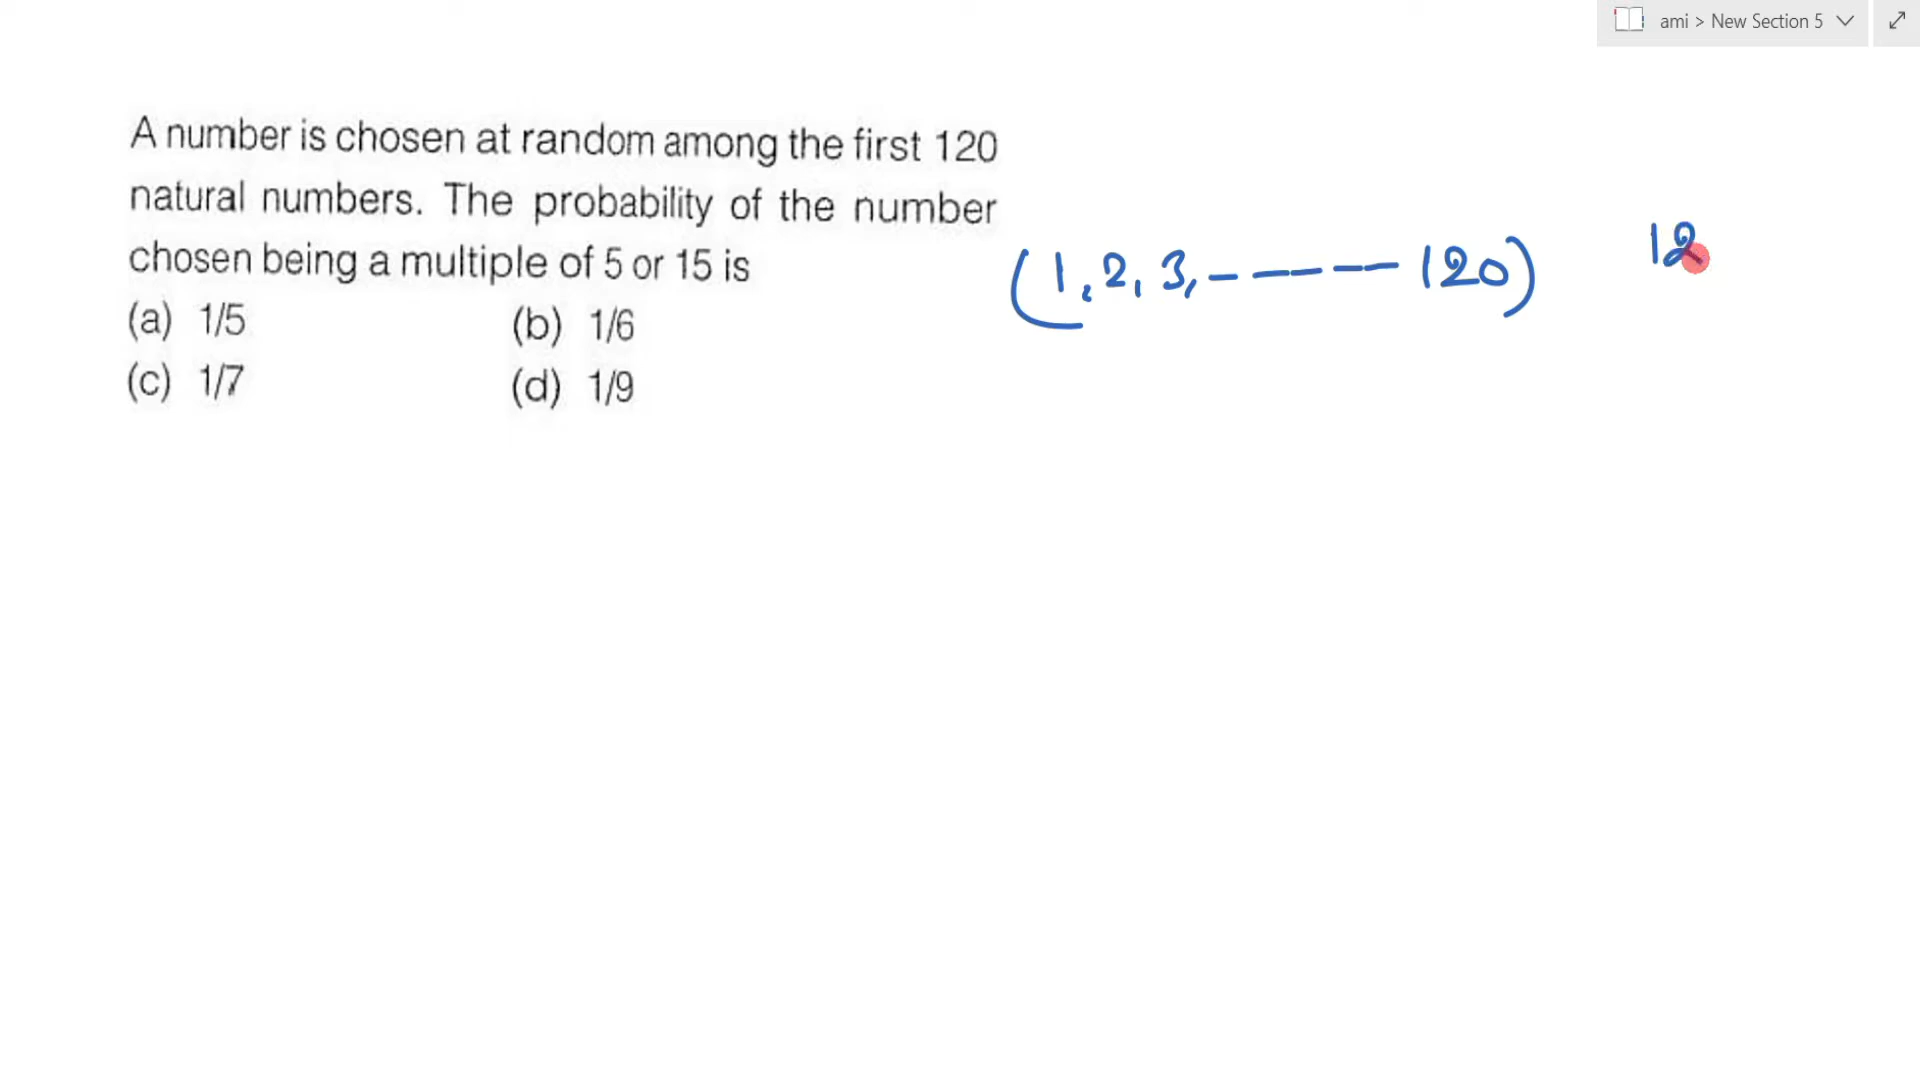 ami > New Section 5
A number is chosen at random among the first 120
natural numbers. The probability of the number
chosen being a multiple of 5 or 15 is
(a) 1/5 (b) 1/6
(c) 1/7 (d) 1/9
(1, 2, 3, - - - - - 120)
12